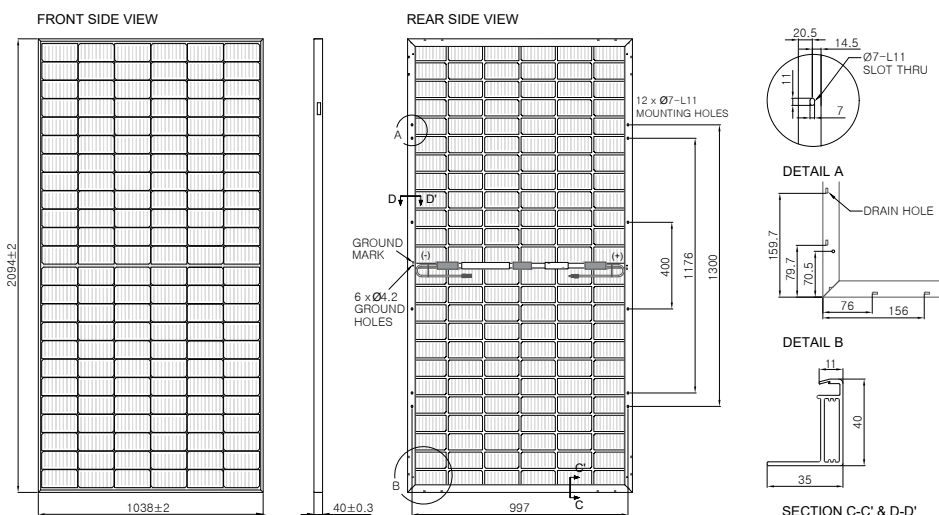 FRONT SIDE VIEW
2094±2
1038±2
40±0.3
REAR SIDE VIEW
12 x Ø7-L11
MOUNTING HOLES
A
D
D'
GROUND
MARK
(-)
(+)
6 x Ø4.2
GROUND
HOLES
400
1176
1300
B
C'
C
997
20.5
14.5
Ø7-L11
SLOT THRU
11
7
DETAIL A
DRAIN HOLE
159.7
79.7
70.5
76
156
DETAIL B
11
40
35
SECTION C-C' & D-D'